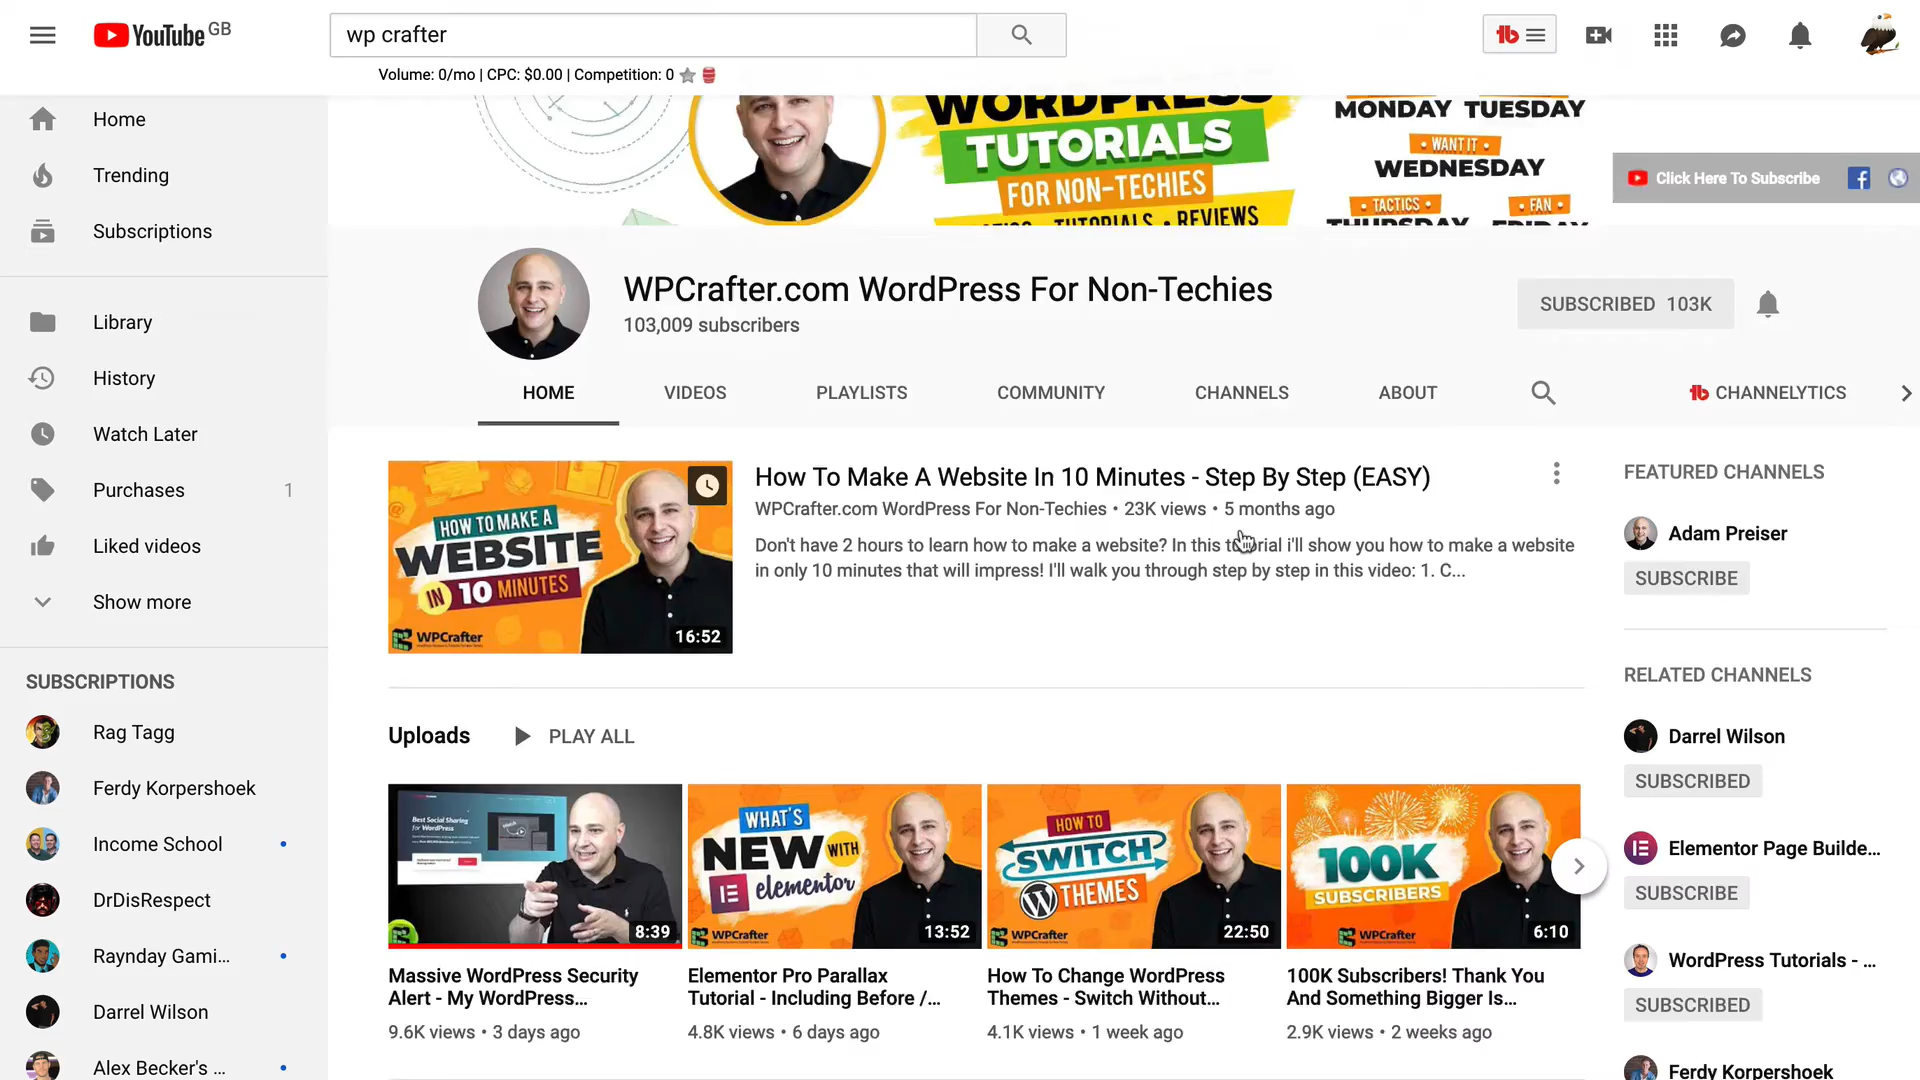 YouTube GB
wp crafter
Volume: 0/mo | CPC: $0.00 | Competition: 0
Home
Trending
Subscriptions
Library
History
Watch Later
Purchases 1
Liked videos
Show more
SUBSCRIPTIONS
Rag Tagg
Ferdy Korpershoek
Income School
DrDisRespect
Raynday Gami...
Darrel Wilson
Alex Becker's ...
WORDPRESS
TUTORIALS
FOR NON-TECHIES
TACTICS • TUTORIALS • REVIEWS
MONDAY TUESDAY
• WANT IT •
WEDNESDAY
• TACTICS • • FAN •
THURSDAY FRIDAY
Click Here To Subscribe
WPCrafter.com WordPress For Non-Techies
103,009 subscribers
SUBSCRIBED 103K
HOME VIDEOS PLAYLISTS COMMUNITY CHANNELS ABOUT CHANNELYTICS
HOW TO MAKE A
WEBSITE
IN 10 MINUTES
WPCrafter
16:52
How To Make A Website In 10 Minutes - Step By Step (EASY)
WPCrafter.com WordPress For Non-Techies • 23K views • 5 months ago
Don't have 2 hours to learn how to make a website? In this tutorial i'll show you how to make a website
in only 10 minutes that will impress! I'll walk you through step by step in this video: 1. C...
Uploads PLAY ALL
Best Social Sharing
for WordPress
8:39
Massive WordPress Security
Alert - My WordPress...
9.6K views • 3 days ago
WHAT'S
NEW WITH
elementor
WPCrafter
13:52
Elementor Pro Parallax
Tutorial - Including Before /...
4.8K views • 6 days ago
HOW TO
SWITCH
THEMES
WPCrafter
22:50
How To Change WordPress
Themes - Switch Without...
4.1K views • 1 week ago
100K
SUBSCRIBERS
WPCrafter
6:10
100K Subscribers! Thank You
And Something Bigger Is...
2.9K views • 2 weeks ago
FEATURED CHANNELS
Adam Preiser
SUBSCRIBE
RELATED CHANNELS
Darrel Wilson
SUBSCRIBED
Elementor Page Builde...
SUBSCRIBE
WordPress Tutorials - ...
SUBSCRIBED
Ferdy Korpershoek